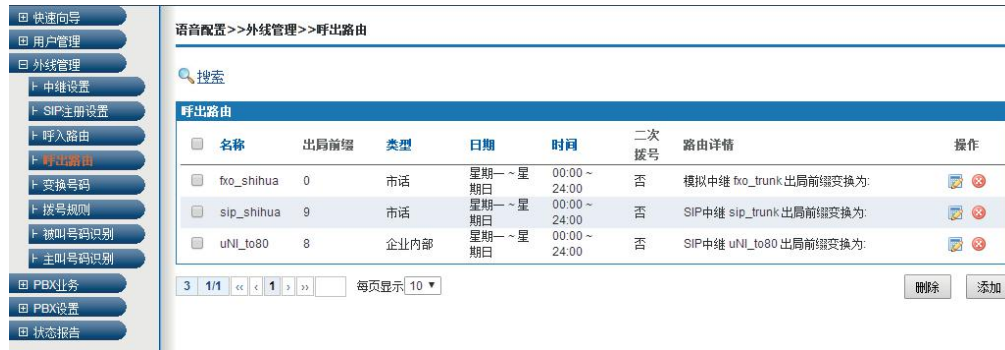 快速向导
用户管理
外线管理
中继设置
SIP注册设置
呼入路由
呼出路由
变换号码
拨号规则
被叫号码识别
主叫号码识别
PBX业务
PBX设置
状态报告
语音配置>>外线管理>>呼出路由
搜索
呼出路由
名称 出局前缀 类型 日期 时间 二次拨号 路由详情 操作
fxo_shihua 0 市话 星期一 ~ 星期日 00:00 ~ 24:00 否 模拟中继 fxo_trunk 出局前缀变换为:
sip_shihua 9 市话 星期一 ~ 星期日 00:00 ~ 24:00 否 SIP中继 sip_trunk 出局前缀变换为:
uNI_to80 8 企业内部 星期一 ~ 星期日 00:00 ~ 24:00 否 SIP中继 uNI_to80 出局前缀变换为:
3 1/1 « ‹ 1 › » 每页显示 10 删除 添加